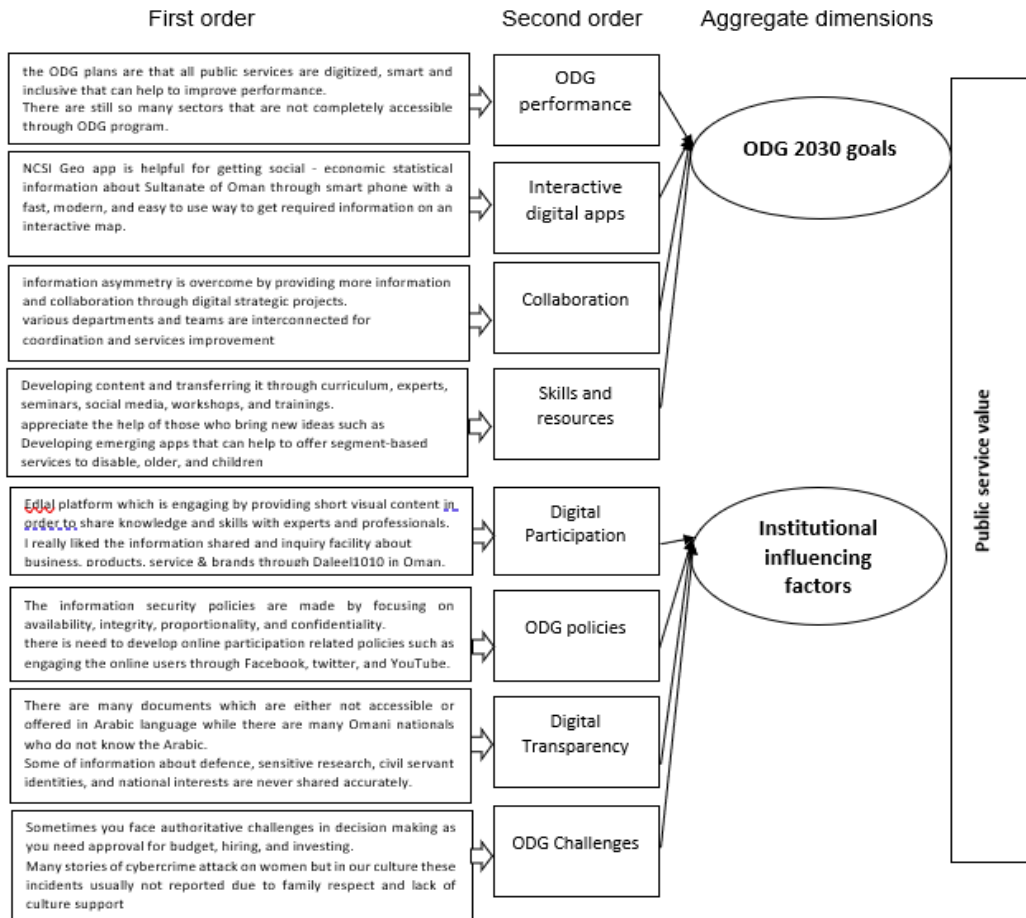 First order
Second order
Aggregate dimensions
the ODG plans are that all public services are digitized, smart and
inclusive that can help to improve performance.
There are still so many sectors that are not completely accessible
through ODG program.
ODG
performance
NCSI Geo app is helpful for getting social - economic statistical
information about Sultanate of Oman through smart phone with a
fast, modern, and easy to use way to get required information on an
interactive map.
Interactive
digital apps
information asymmetry is overcome by providing more information
and collaboration through digital strategic projects.
various departments and teams are interconnected for
coordination and services improvement
Collaboration
Developing content and transferring it through curriculum, experts,
seminars, social media, workshops, and trainings.
appreciate the help of those who bring new ideas such as
Developing emerging apps that can help to offer segment-based
services to disable, older, and children
Skills and
resources
ODG 2030 goals
Edlal platform which is engaging by providing short visual content in
order to share knowledge and skills with experts and professionals.
I really liked the information shared and inquiry facility about
business, products, service & brands through Daleel1010 in Oman.
Digital
Participation
The information security policies are made by focusing on
availability, integrity, proportionality, and confidentiality.
there is need to develop online participation related policies such as
engaging the online users through Facebook, twitter, and YouTube.
ODG policies
There are many documents which are either not accessible or
offered in Arabic language while there are many Omani nationals
who do not know the Arabic.
Some of information about defence, sensitive research, civil servant
identities, and national interests are never shared accurately.
Digital
Transparency
Sometimes you face authoritative challenges in decision making as
you need approval for budget, hiring, and investing.
Many stories of cybercrime attack on women but in our culture these
incidents usually not reported due to family respect and lack of
culture support
ODG Challenges
Institutional
influencing
factors
Public service value